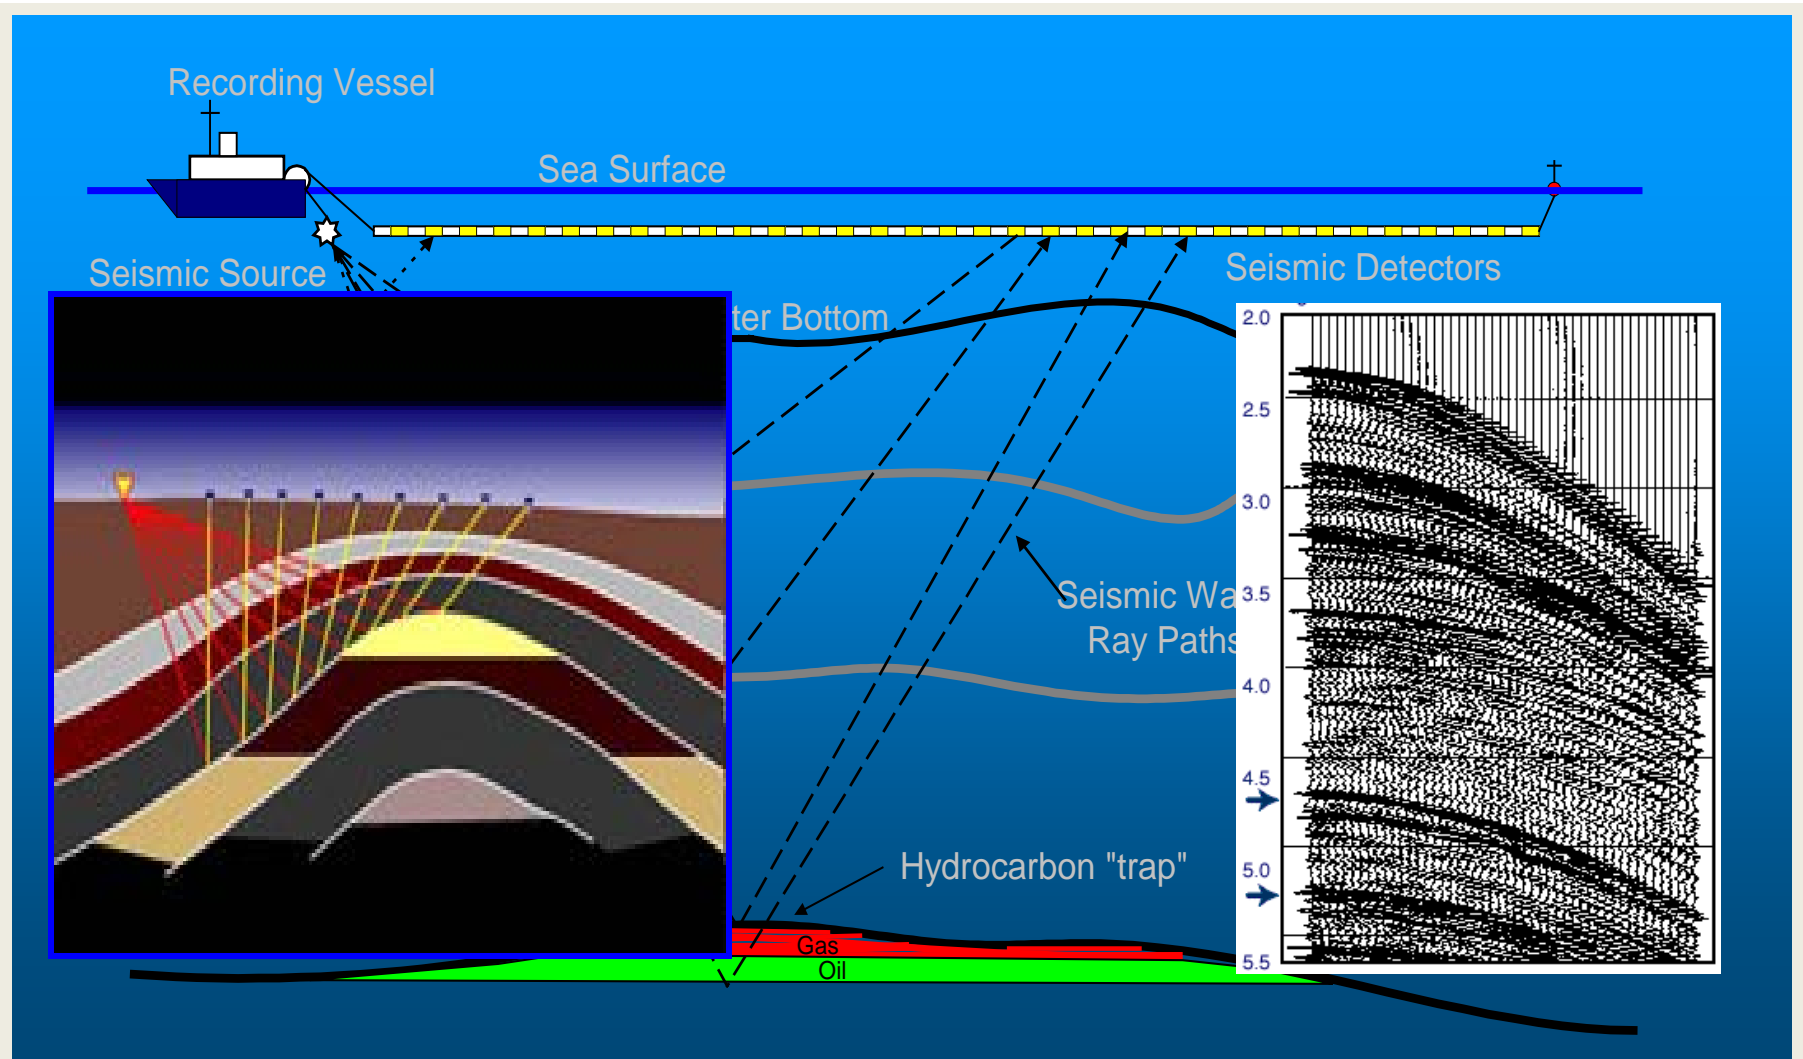 Recording Vessel
Sea Surface
Seismic Source
Seismic Detectors
ter Bottom
Seismic Wa
Ray Paths
Hydrocarbon "trap"
Gas
Oil
2.0
2.5
3.0
3.5
4.0
4.5
5.0
5.5